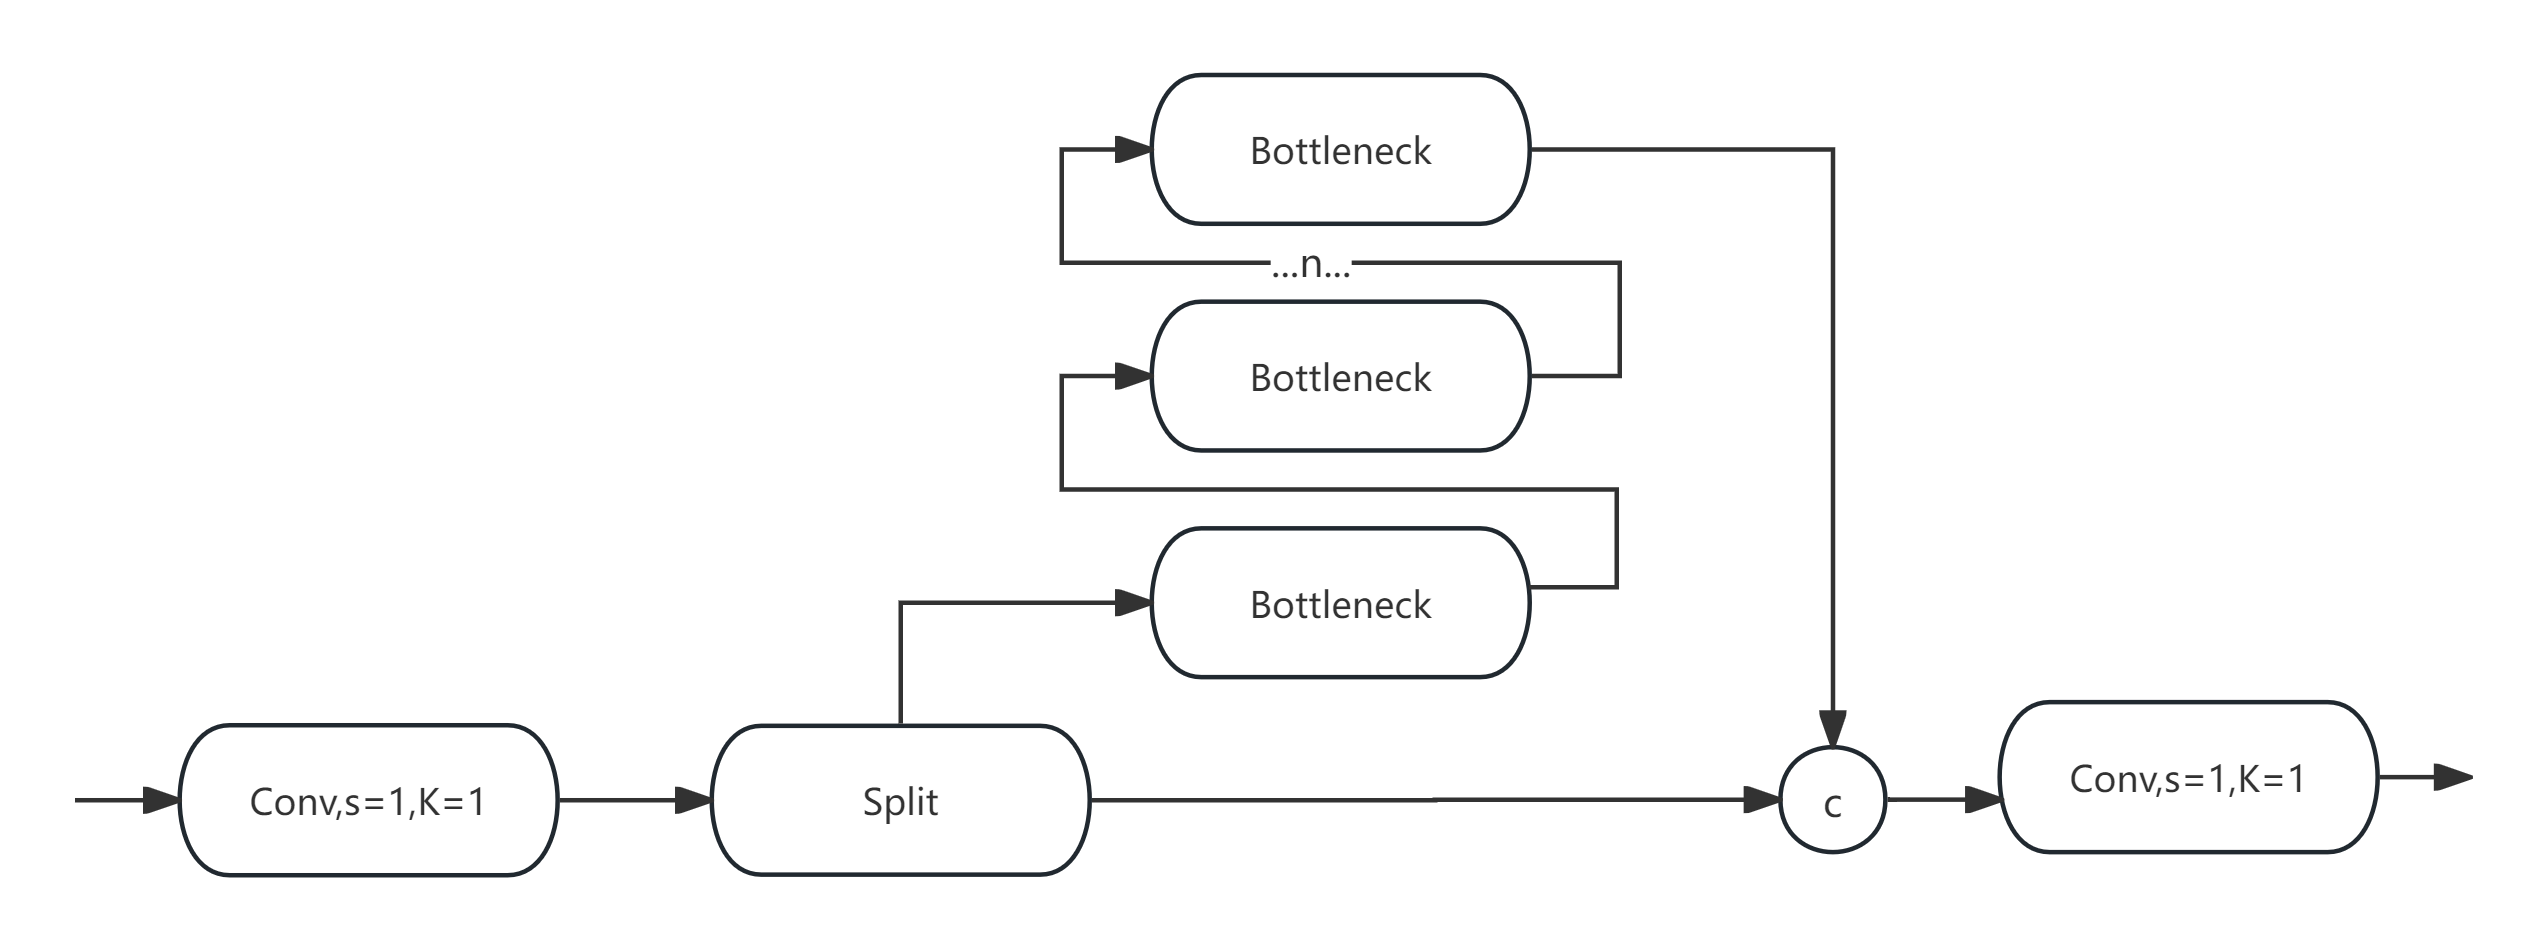 Bottleneck
...n...
Bottleneck
Bottleneck
Conv,s=1,K=1
Split
c
Conv,s=1,K=1